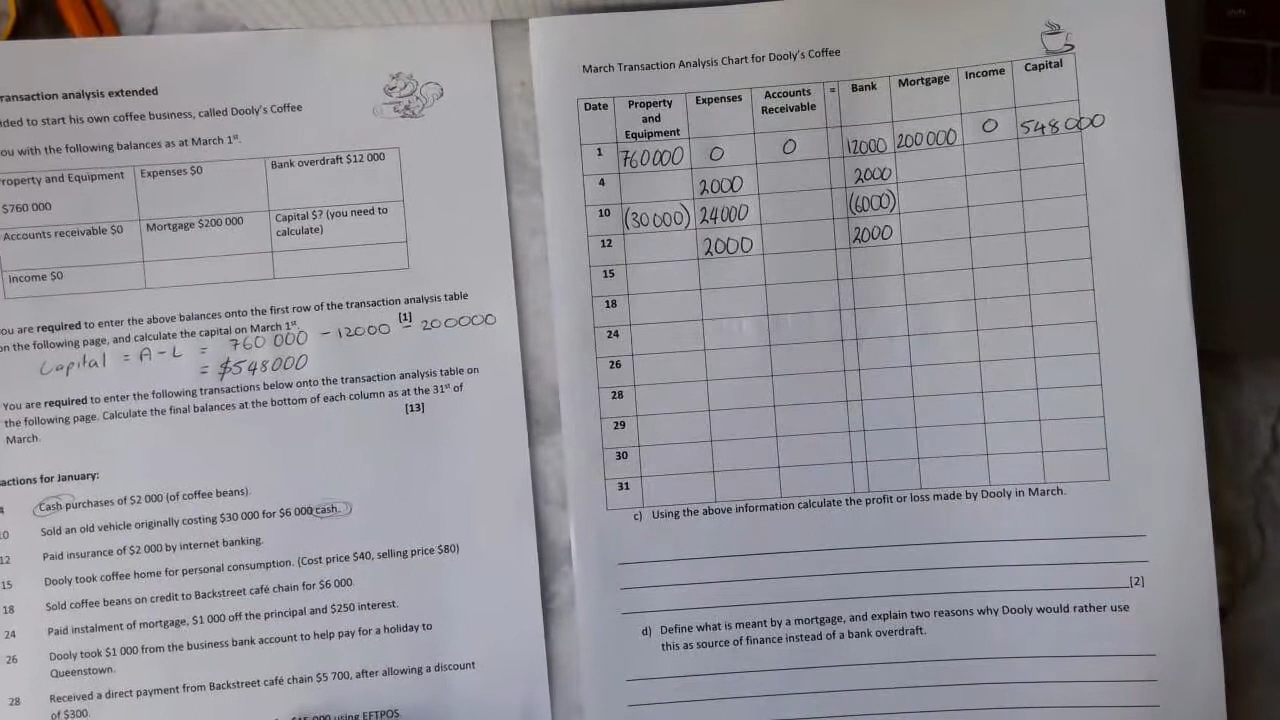 ransaction analysis extended
ided to start his own coffee business, called Dooly's Coffee
ou with the following balances as at March 1st.
roperty and Equipment
$760 000
Expenses $0
Bank overdraft $12 000
Accounts receivable $0
Mortgage $200 000
Capital $? (you need to
calculate)
Income $0
ou are required to enter the above balances onto the first row of the transaction analysis table
on the following page, and calculate the capital on March 1st.
[1]
Capital = A - L = 760 000 - 12000 - 200000
= $548000
You are required to enter the following transactions below onto the transaction analysis table on
the following page. Calculate the final balances at the bottom of each column as at the 31st of
March.
[13]
actions for January:
4 Cash purchases of $2 000 (of coffee beans).
10 Sold an old vehicle originally costing $30 000 for $6 000 cash.
12 Paid insurance of $2 000 by internet banking.
15 Dooly took coffee home for personal consumption. (Cost price $40, selling price $80)
18 Sold coffee beans on credit to Backstreet café chain for $6 000.
24 Paid instalment of mortgage, $1 000 off the principal and $250 interest.
26 Dooly took $1 000 from the business bank account to help pay for a holiday to
Queenstown.
28 Received a direct payment from Backstreet café chain $5 700, after allowing a discount
of $300.
000 using EFTPOS
March Transaction Analysis Chart for Dooly's Coffee
Date Property and Equipment Expenses Accounts Receivable = Bank Mortgage Income Capital
1 760000 0 0 12000 200000 0 548000
4 2000 2000
10 (30000) 24000 (6000)
12 2000 2000
15
18
24
26
28
29
30
31
c) Using the above information calculate the profit or loss made by Dooly in March.
[2]
d) Define what is meant by a mortgage, and explain two reasons why Dooly would rather use
this as source of finance instead of a bank overdraft.